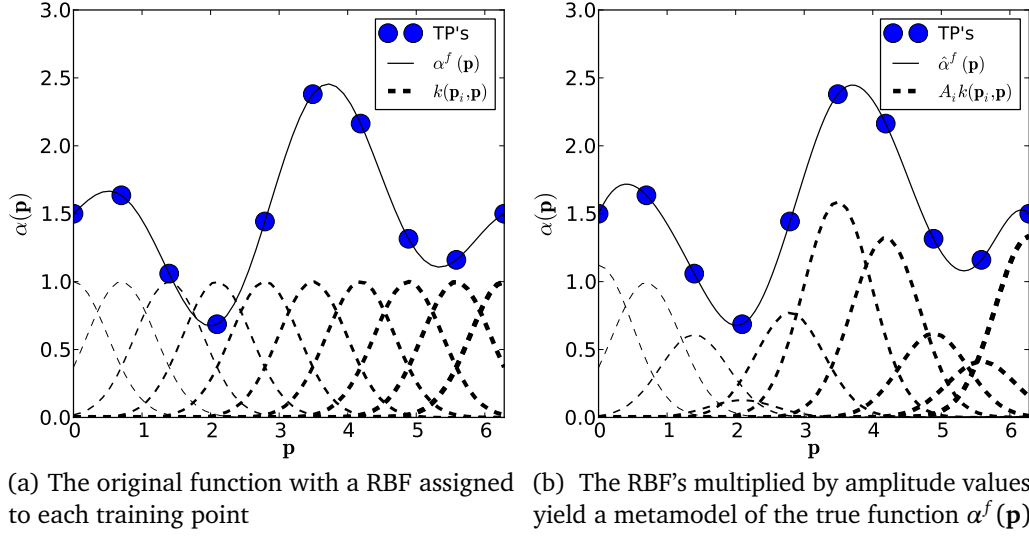 3.0
2.5
2.0
1.5
1.0
0.5
0.0
α(p)
0 1 2 3 4 5 6
p
TP's
α^f (p)
k(p_i,p)
3.0
2.5
2.0
1.5
1.0
0.5
0.0
α(p)
0 1 2 3 4 5 6
p
TP's
α̂^f (p)
A_i k(p_i,p)
(a) The original function with a RBF assigned
to each training point
(b) The RBF's multiplied by amplitude values
yield a metamodel of the true function α^f (p)